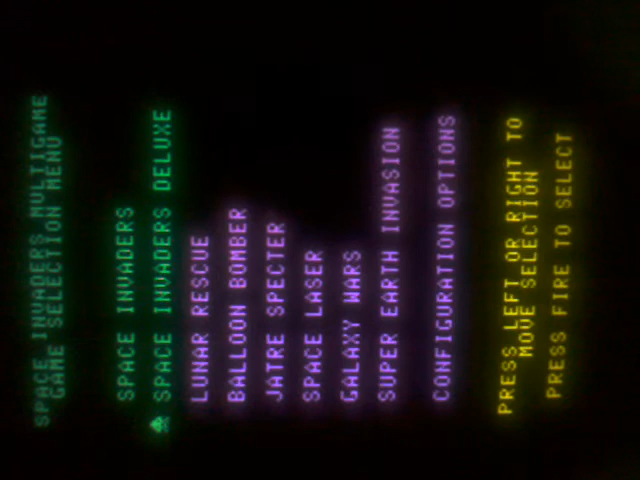 SPACE INVADERS MULTIGAME
GAME SELECTION MENU
SPACE INVADERS
SPACE INVADERS DELUXE
LUNAR RESCUE
BALLOON BOMBER
JATRE SPECTER
SPACE LASER
GALAXY WARS
SUPER EARTH INVASION
CONFIGURATION OPTIONS
PRESS LEFT OR RIGHT TO
MOVE SELECTION
PRESS FIRE TO SELECT